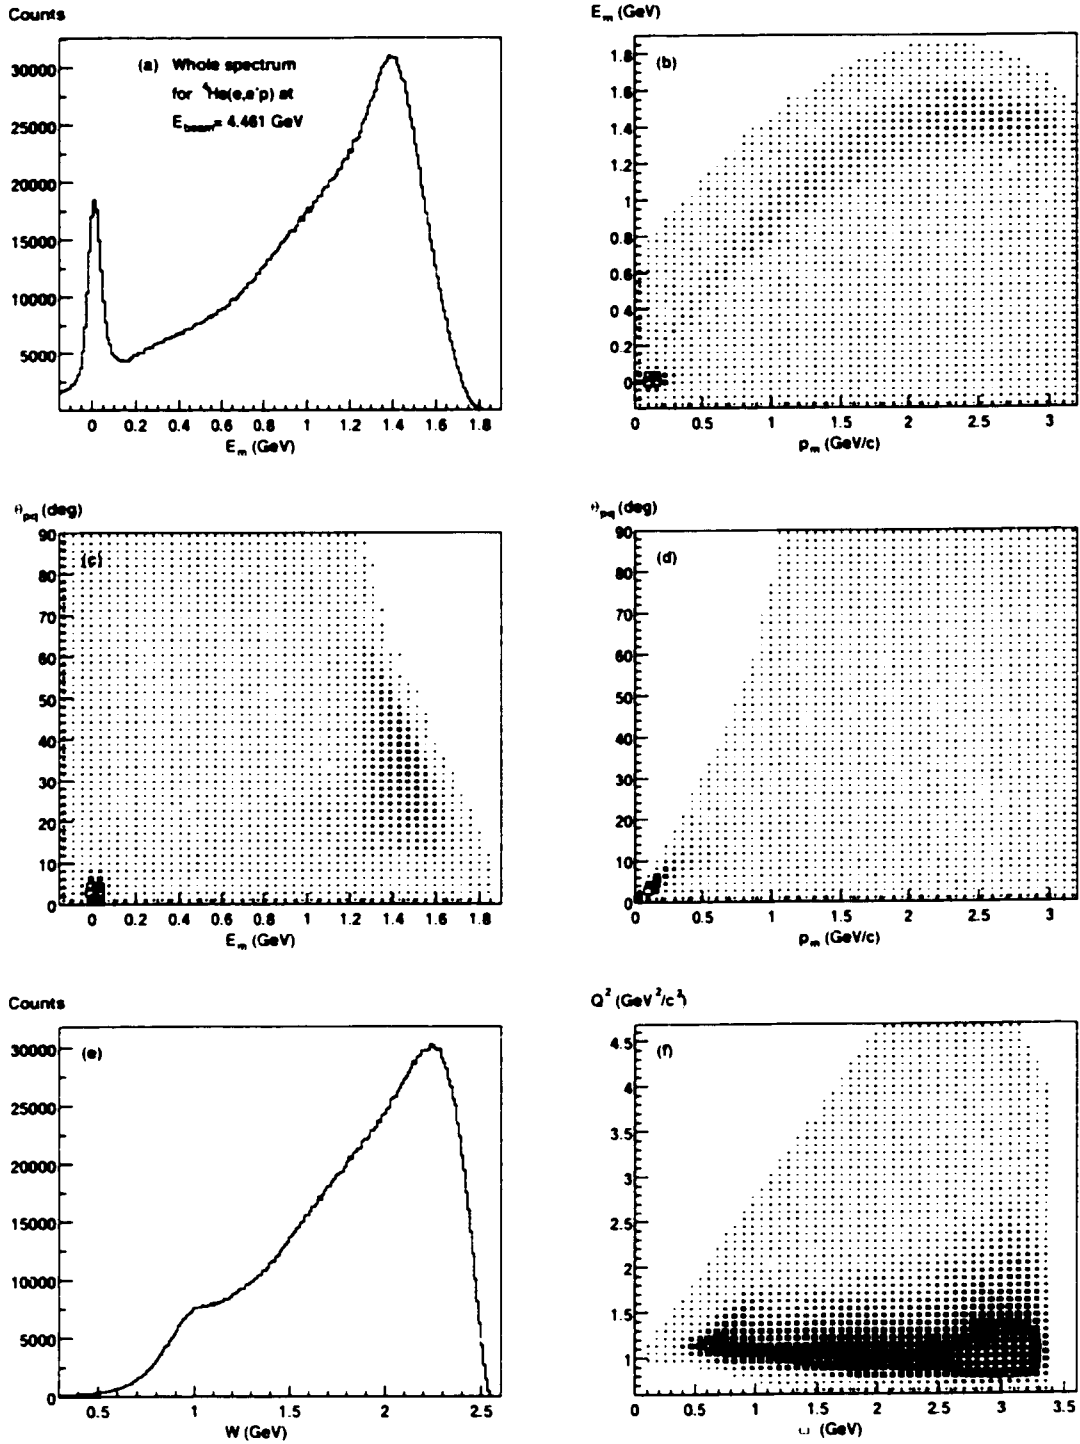 Counts
(a) Whole spectrum
for ⁴He(e,e'p) at
E_beam = 4.461 GeV
30000
25000
20000
15000
10000
5000
0 0.2 0.4 0.6 0.8 1 1.2 1.4 1.6 1.8
E_m (GeV)
E_m (GeV)
(b)
1.8
1.6
1.4
1.2
1
0.8
0.6
0.4
0.2
0
0 0.5 1 1.5 2 2.5 3
p_m (GeV/c)
θ_pq (deg)
(c)
90
80
70
60
50
40
30
20
10
0
0 0.2 0.4 0.6 0.8 1 1.2 1.4 1.6 1.8
E_m (GeV)
θ_pq (deg)
(d)
90
80
70
60
50
40
30
20
10
0
0 0.5 1 1.5 2 2.5 3
p_m (GeV/c)
Counts
(e)
30000
25000
20000
15000
10000
5000
0
0.5 1 1.5 2 2.5
W (GeV)
Q² (GeV²/c²)
(f)
4.5
4
3.5
3
2.5
2
1.5
1
0 0.5 1 1.5 2 2.5 3 3.5
ω (GeV)